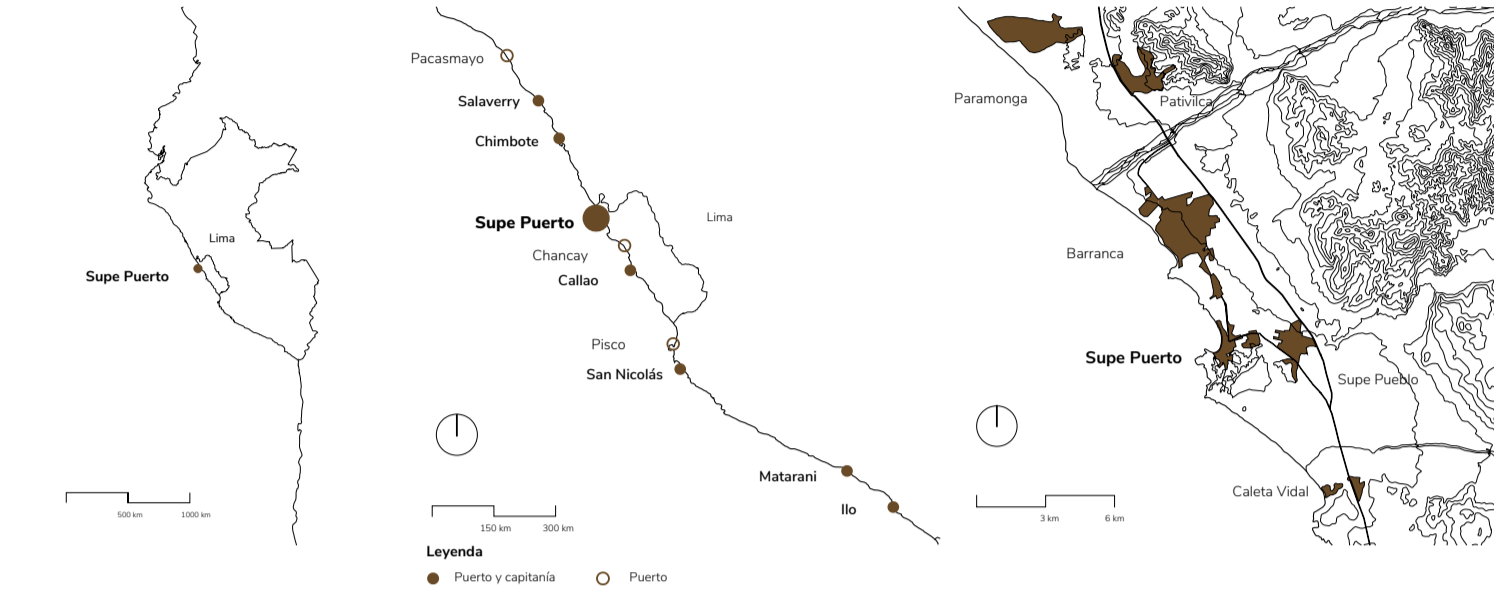 Lima
Supe Puerto
500 km
1000 km
Pacasmayo
Salaverry
Chimbote
Supe Puerto
Lima
Chancay
Callao
Pisco
San Nicolás
Matarani
Ilo
150 km
300 km
Leyenda
Puerto y capitanía
Puerto
Paramonga
Pativilca
Barranca
Supe Puerto
Supe Pueblo
Caleta Vidal
3 km
6 km